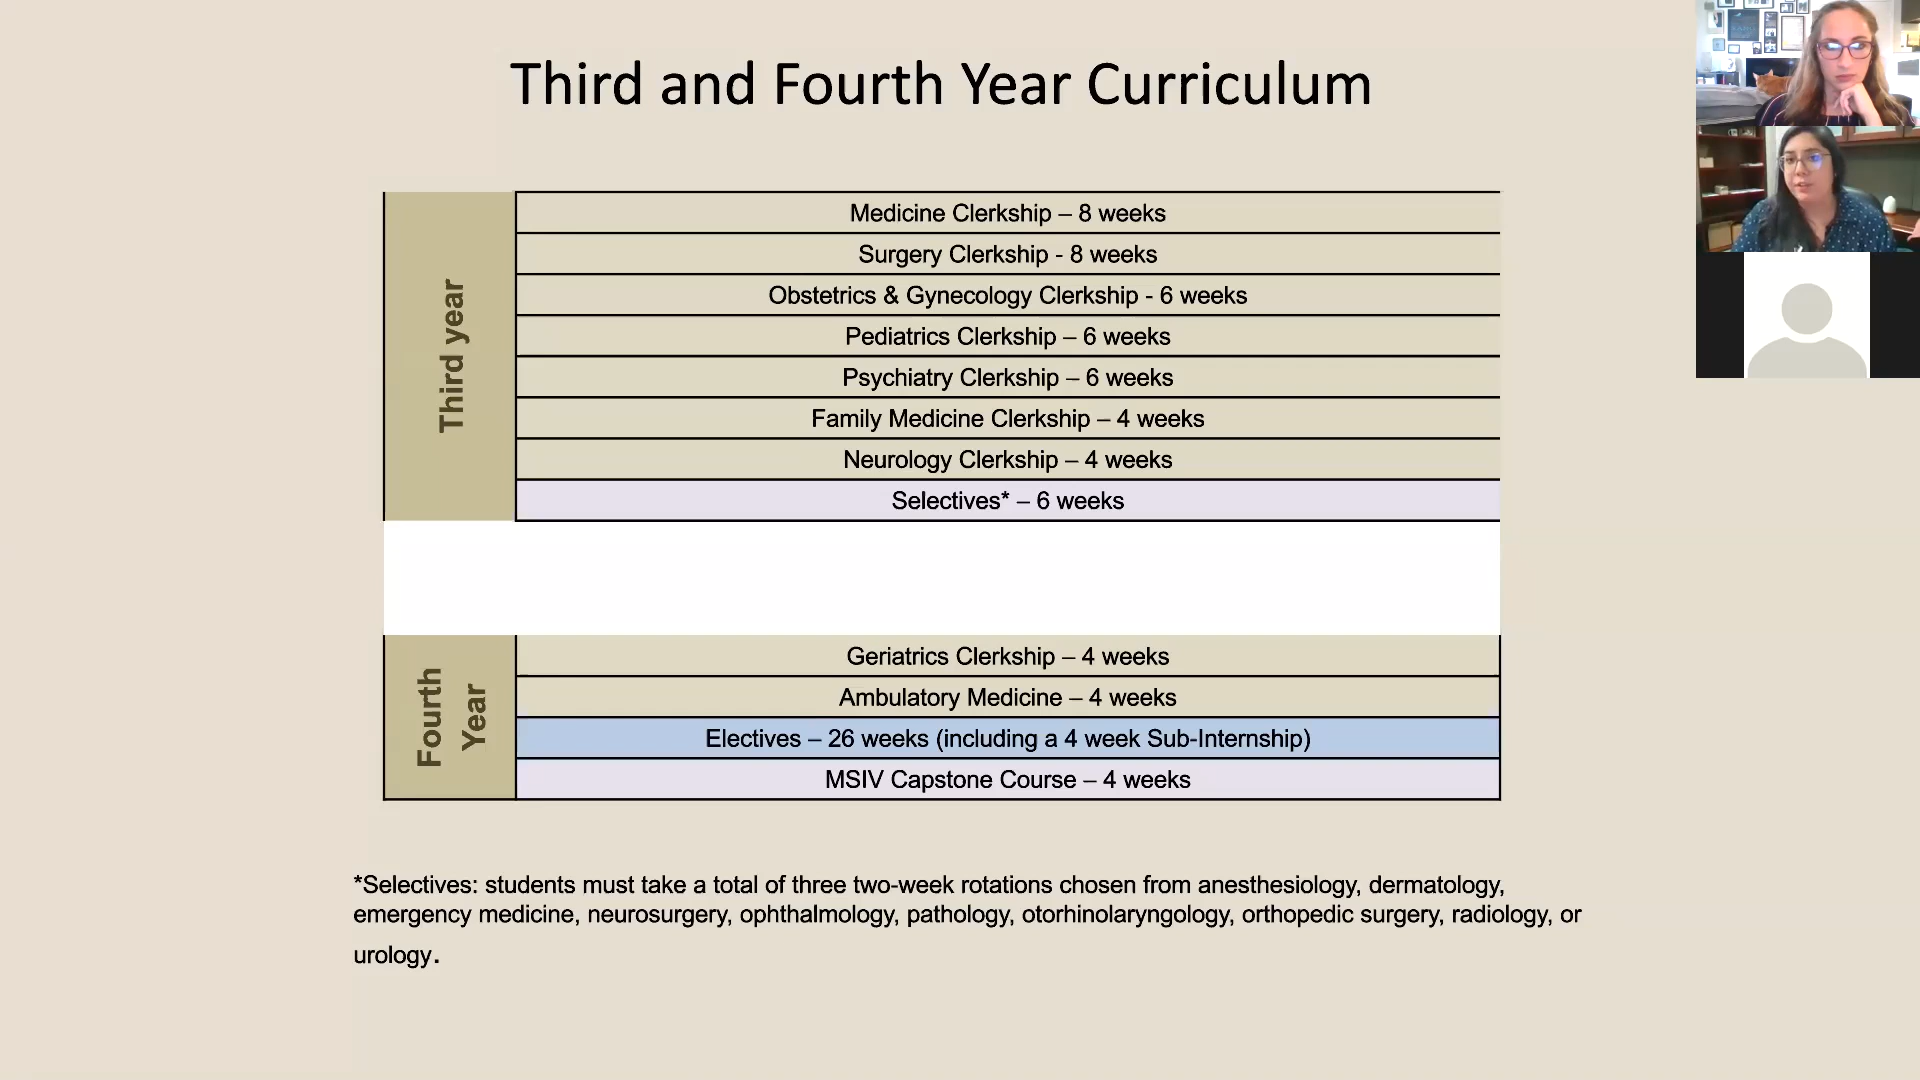 Third and Fourth Year Curriculum
Third year
Medicine Clerkship – 8 weeks
Surgery Clerkship - 8 weeks
Obstetrics & Gynecology Clerkship - 6 weeks
Pediatrics Clerkship – 6 weeks
Psychiatry Clerkship – 6 weeks
Family Medicine Clerkship – 4 weeks
Neurology Clerkship – 4 weeks
Selectives* – 6 weeks
Fourth
Year
Geriatrics Clerkship – 4 weeks
Ambulatory Medicine – 4 weeks
Electives – 26 weeks (including a 4 week Sub-Internship)
MSIV Capstone Course – 4 weeks
*Selectives: students must take a total of three two-week rotations chosen from anesthesiology, dermatology,
emergency medicine, neurosurgery, ophthalmology, pathology, otorhinolaryngology, orthopedic surgery, radiology, or
urology.